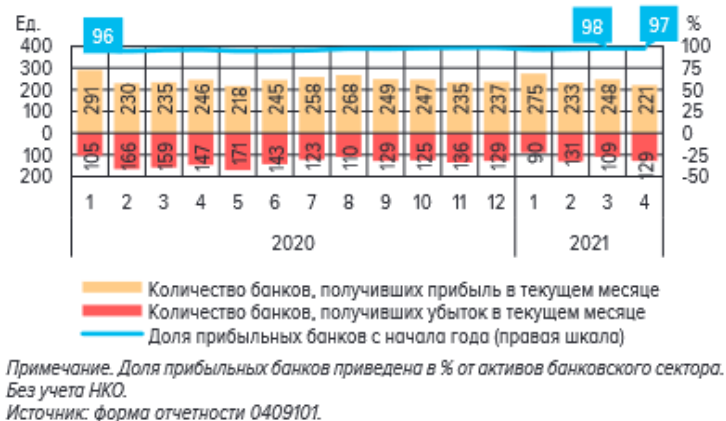 Ед. %
96 98 97
400 100
300 75
200 50
100 25
0 0
100 -25
200 -50
291 230 235 246 218 245 258 268 249 247 235 237 275 233 248 221
105 166 159 147 171 143 123 110 129 125 136 129 90 131 109 129
1 2 3 4 5 6 7 8 9 10 11 12 1 2 3 4
2020 2021
Количество банков, получивших прибыль в текущем месяце
Количество банков, получивших убыток в текущем месяце
Доля прибыльных банков с начала года (правая шкала)
Примечание. Доля прибыльных банков приведена в % от активов банковского сектора.
Без учета НКО.
Источник: форма отчетности 0409101.